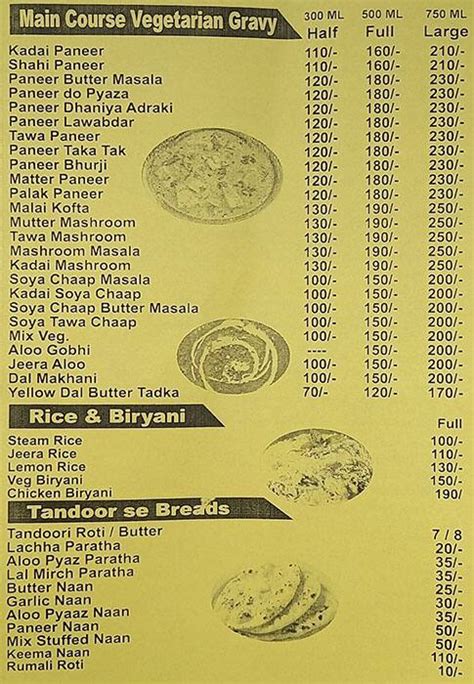 Main Course Vegetarian Gravy 300 ML 500 ML 750 ML
Half Full Large
Kadai Paneer 110/- 160/- 210/-
Shahi Paneer 110/- 160/- 210/-
Paneer Butter Masala 120/- 180/- 230/-
Paneer do Pyaza 120/- 180/- 230/-
Paneer Dhaniya Adraki 120/- 180/- 230/-
Paneer Lawabdar 120/- 180/- 230/-
Tawa Paneer 120/- 180/- 230/-
Paneer Taka Tak 120/- 180/- 230/-
Paneer Bhurji 120/- 180/- 230/-
Matter Paneer 120/- 180/- 230/-
Palak Paneer 120/- 180/- 230/-
Malai Kofta 130/- 190/- 250/-
Mutter Mashroom 130/- 190/- 250/-
Tawa Mashroom 130/- 190/- 250/-
Mashroom Masala 130/- 190/- 250/-
Kadai Mashroom 130/- 190/- 250/-
Soya Chaap Masala 100/- 150/- 200/-
Kadai Soya Chaap 100/- 150/- 200/-
Soya Chaap Butter Masala 100/- 150/- 200/-
Soya Tawa Chaap 100/- 150/- 200/-
Mix Veg. 100/- 150/- 200/-
Aloo Gobhi ---- 150/- 200/-
Jeera Aloo 100/- 150/- 200/-
Dal Makhani 100/- 150/- 200/-
Yellow Dal Butter Tadka 70/- 120/- 170/-
Rice & Biryani Full
Steam Rice 100/-
Jeera Rice 110/-
Lemon Rice 130/-
Veg Biryani 150/-
Chicken Biryani 190/
Tandoor se Breads
Tandoori Roti / Butter 7 / 8
Lachha Paratha 20/-
Aloo Pyaz Paratha 35/-
Lal Mirch Paratha 35/-
Butter Naan 25/-
Garlic Naan 30/-
Aloo Pyaaz Naan 35/-
Paneer Naan 50/-
Mix Stuffed Naan 50/-
Keema Naan 110/-
Rumali Roti 10/-